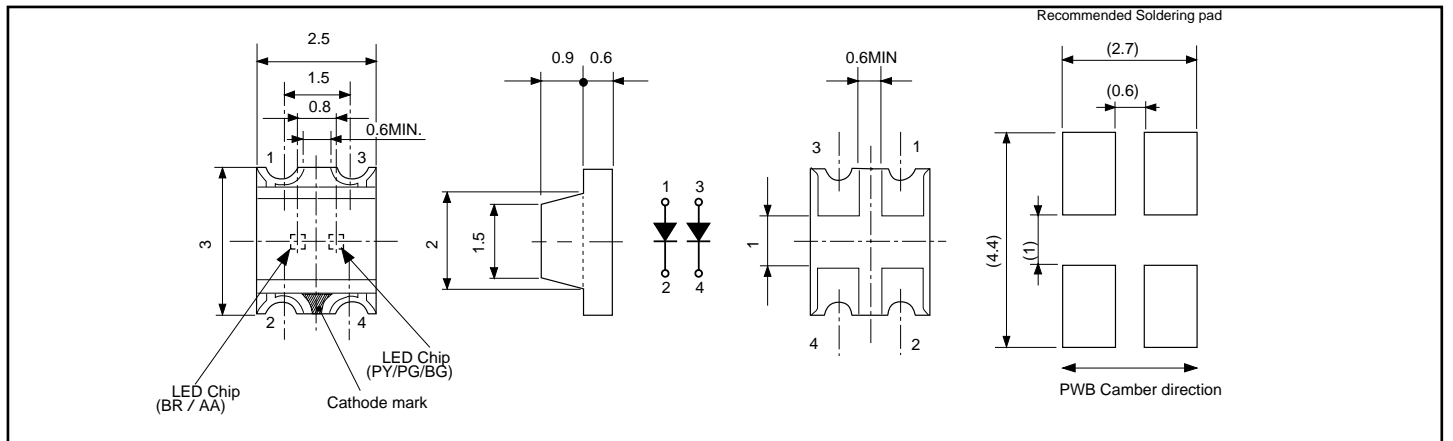 Recommended Soldering pad
2.5
1.5
0.8
0.6MIN.
1
3
3
2
4
LED Chip
(BR / AA)
LED Chip
(PY/PG/BG)
Cathode mark
0.9
0.6
2
1.5
1
3
2
4
0.6MIN
3
1
1
4
2
(2.7)
(0.6)
(4.4)
(1)
PWB Camber direction